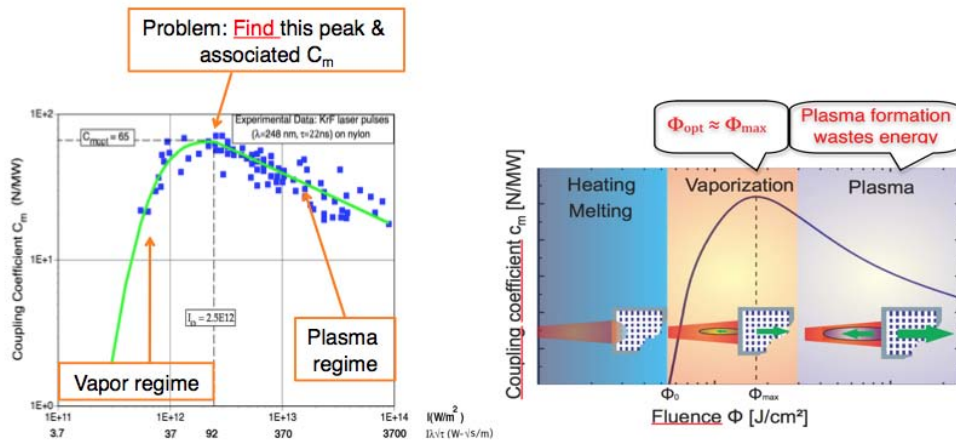 Problem: Find this peak &
associated Cm
1E+2
Cmopt = 65
Experimental Data: KrF laser pulses
(λ=248 nm, τ=22ns) on nylon
Coupling Coefficient Cm (N/MW)
1E+1
Im = 2.5E12
Plasma
regime
Vapor regime
1E+0
1E+11 1E+12 1E+13 1E+14 I(W/m²)
3.7 37 92 370 3700 Iλ√τ (W-√s/m)
Φopt ≈ Φmax
Plasma formation
wastes energy
Heating
Melting
Vaporization
Plasma
Coupling coefficient cm [N/MW]
Φ0
Φmax
Fluence Φ [J/cm²]